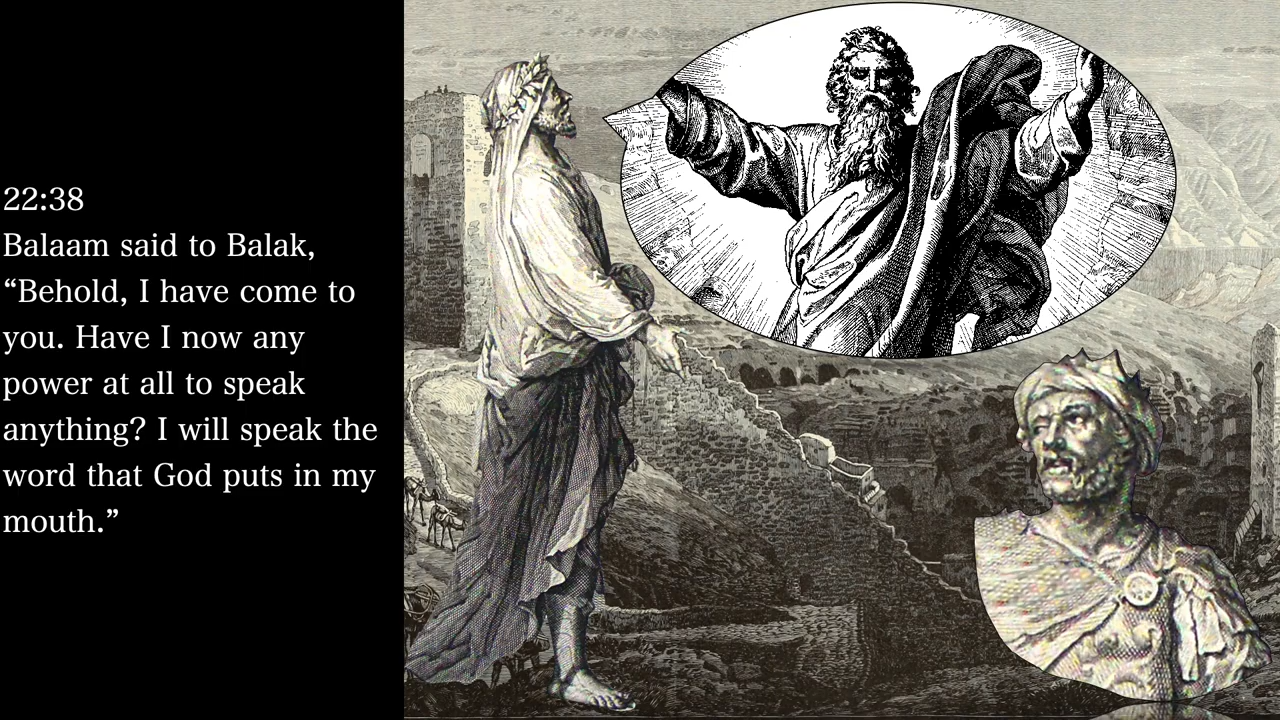 22:38
Balaam said to Balak,
“Behold, I have come to
you. Have I now any
power at all to speak
anything? I will speak the
word that God puts in my
mouth.”